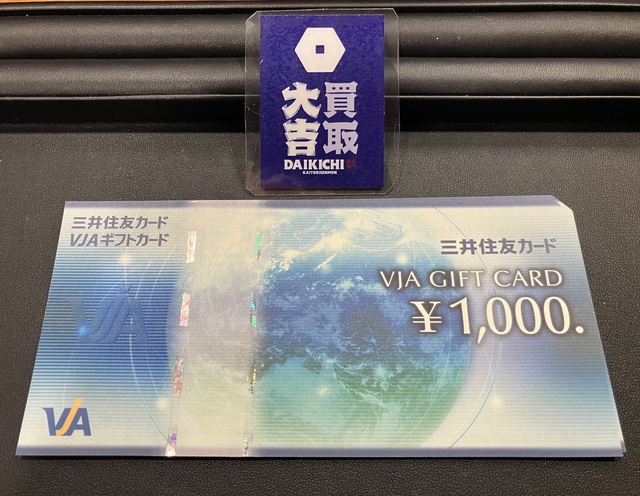 買取
大吉
DAIKICHI
KAITORISENMON
三井住友カード
VJAギフトカード
三井住友カード
VJA GIFT CARD
¥1,000.
VJA
VJA